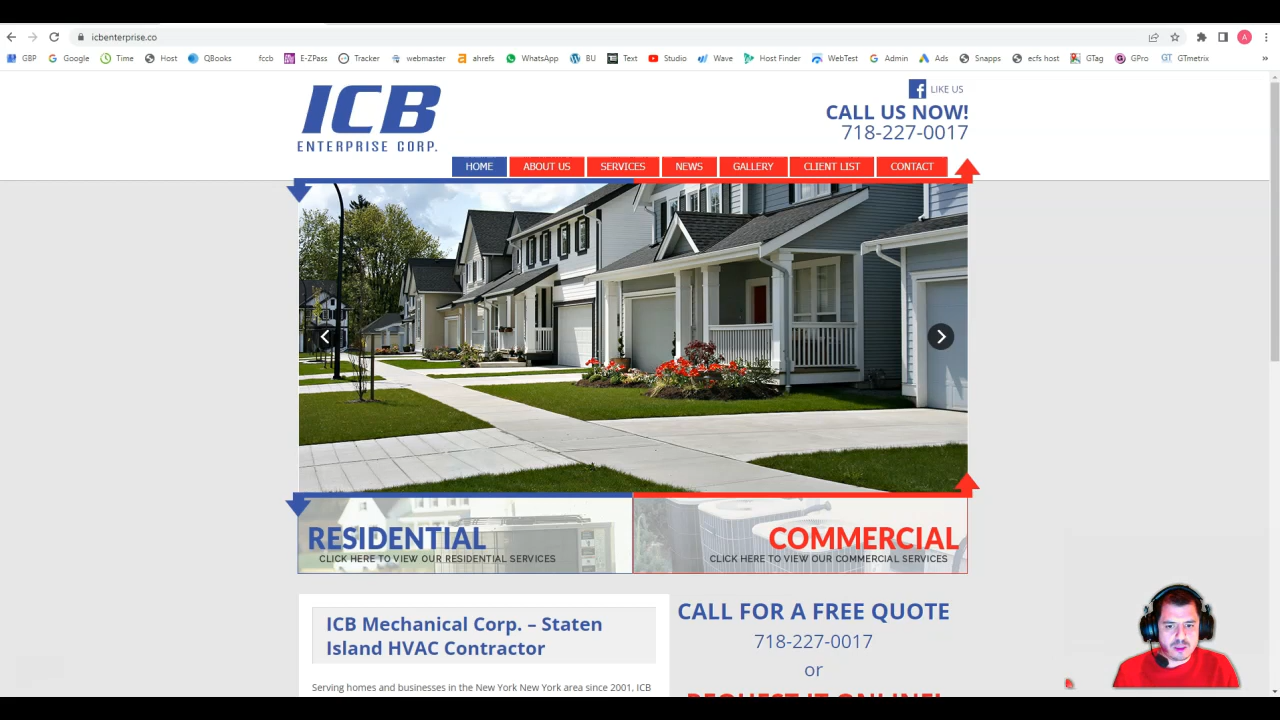 icbenterprise.co
GBP Google Time Host QBooks fccb E-ZPass Tracker webmaster ahrefs WhatsApp BU Text Studio Wave Host Finder WebTest Admin Ads Snapps ecfs host GTag GPro GTmetrix »
A
ICB
ENTERPRISE CORP.
LIKE US
CALL US NOW!
718-227-0017
HOME ABOUT US SERVICES NEWS GALLERY CLIENT LIST CONTACT
RESIDENTIAL
CLICK HERE TO VIEW OUR RESIDENTIAL SERVICES
COMMERCIAL
CLICK HERE TO VIEW OUR COMMERCIAL SERVICES
ICB Mechanical Corp. – Staten
Island HVAC Contractor
Serving homes and businesses in the New York New York area since 2001, ICB
CALL FOR A FREE QUOTE
718-227-0017
or
REQUEST IT ONLINE!